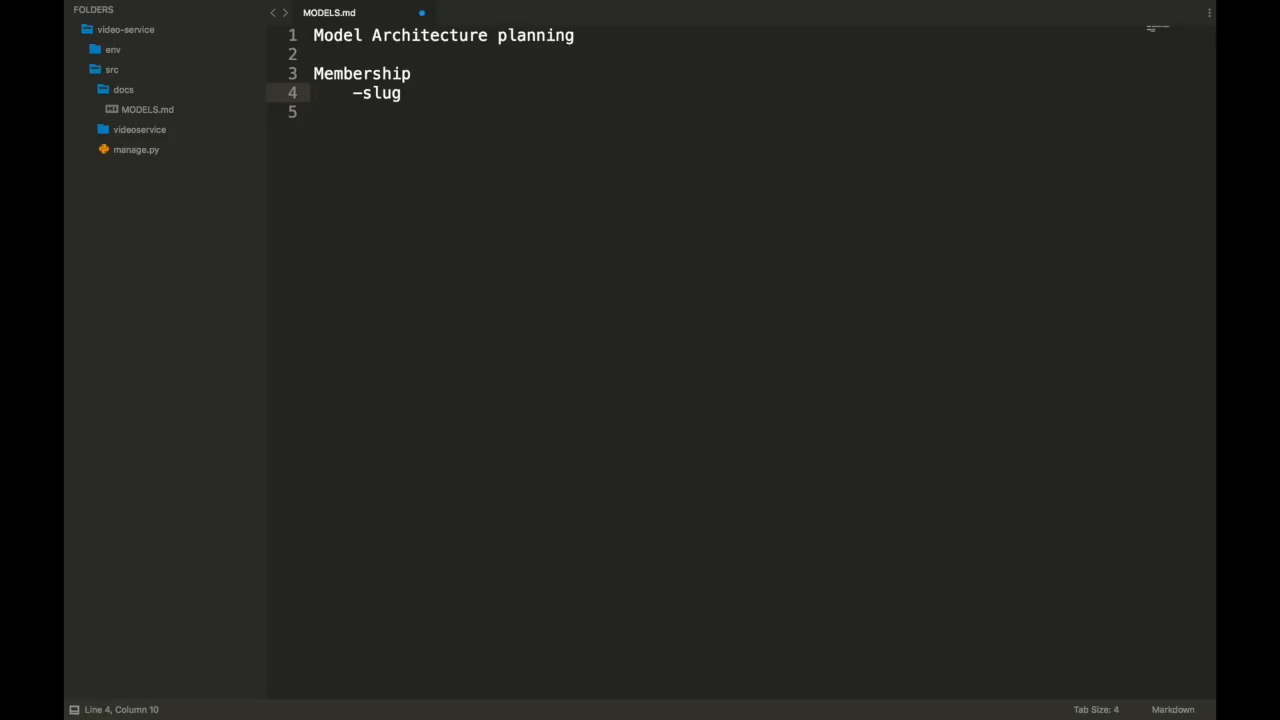 FOLDERS
video-service
env
src
docs
MODELS.md
videoservice
manage.py
MODELS.md
1 Model Architecture planning
2
3 Membership
4 -slug
5
Line 4, Column 10
Tab Size: 4
Markdown